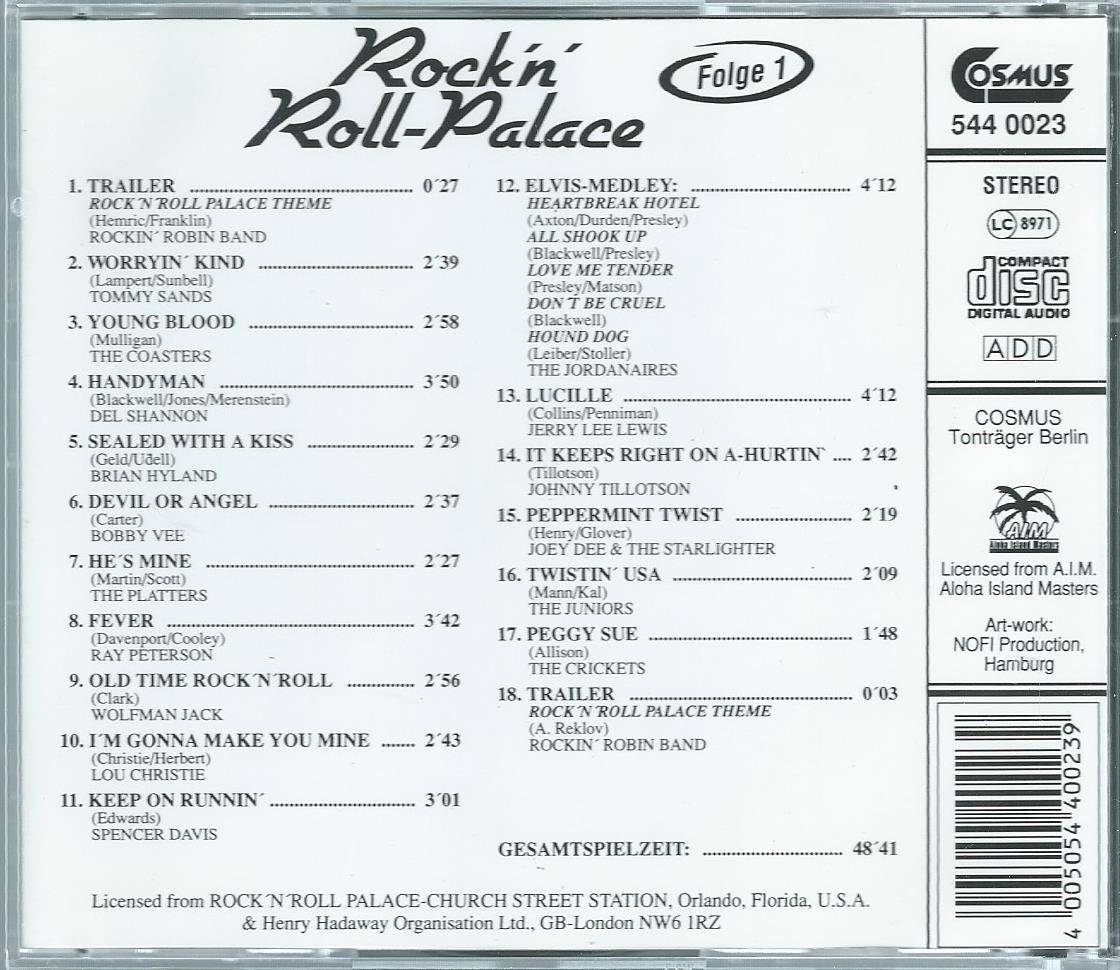 Rock'n'
Roll-Palace
Folge 1
1. TRAILER ........................................ 0´27
ROCK´N´ROLL PALACE THEME
(Hemric/Franklin)
ROCKIN´ ROBIN BAND
2. WORRYIN´ KIND ............................ 2´39
(Lampert/Sunbell)
TOMMY SANDS
3. YOUNG BLOOD .............................. 2´58
(Mulligan)
THE COASTERS
4. HANDYMAN ................................... 3´50
(Blackwell/Jones/Merenstein)
DEL SHANNON
5. SEALED WITH A KISS ................... 2´29
(Geld/Udell)
BRIAN HYLAND
6. DEVIL OR ANGEL .......................... 2´37
(Carter)
BOBBY VEE
7. HE´S MINE ..................................... 2´27
(Martin/Scott)
THE PLATTERS
8. FEVER ............................................ 3´42
(Davenport/Cooley)
RAY PETERSON
9. OLD TIME ROCK´N´ROLL ............ 2´56
(Clark)
WOLFMAN JACK
10. I´M GONNA MAKE YOU MINE ...... 2´43
(Christie/Herbert)
LOU CHRISTIE
11. KEEP ON RUNNIN´ .......................... 3´01
(Edwards)
SPENCER DAVIS
12. ELVIS-MEDLEY: ............................ 4´12
HEARTBREAK HOTEL
(Axton/Durden/Presley)
ALL SHOOK UP
(Blackwell/Presley)
LOVE ME TENDER
(Presley/Matson)
DON´T BE CRUEL
(Blackwell)
HOUND DOG
(Leiber/Stoller)
THE JORDANAIRES
13. LUCILLE ........................................ 4´12
(Collins/Penniman)
JERRY LEE LEWIS
14. IT KEEPS RIGHT ON A-HURTIN` .... 2´42
(Tillotson)
JOHNNY TILLOTSON
15. PEPPERMINT TWIST .................... 2´19
(Henry/Glover)
JOEY DEE & THE STARLIGHTER
16. TWISTIN´ USA ................................ 2´09
(Mann/Kal)
THE JUNIORS
17. PEGGY SUE .................................... 1´48
(Allison)
THE CRICKETS
18. TRAILER ........................................ 0´03
ROCK´N´ROLL PALACE THEME
(A. Reklov)
ROCKIN´ ROBIN BAND
GESAMTSPIELZEIT: ......................... 48´41
Licensed from ROCK´N´ROLL PALACE-CHURCH STREET STATION, Orlando, Florida, U.S.A.
& Henry Hadaway Organisation Ltd., GB-London NW6 1RZ
COSMUS
544 0023
STEREO
LC 8971
COMPACT
disc
DIGITAL AUDIO
ADD
COSMUS
Tonträger Berlin
AIM
Aloha Island Masters
Licensed from A.I.M.
Aloha Island Masters
Art-work:
NOFI Production,
Hamburg
4 005054 400239